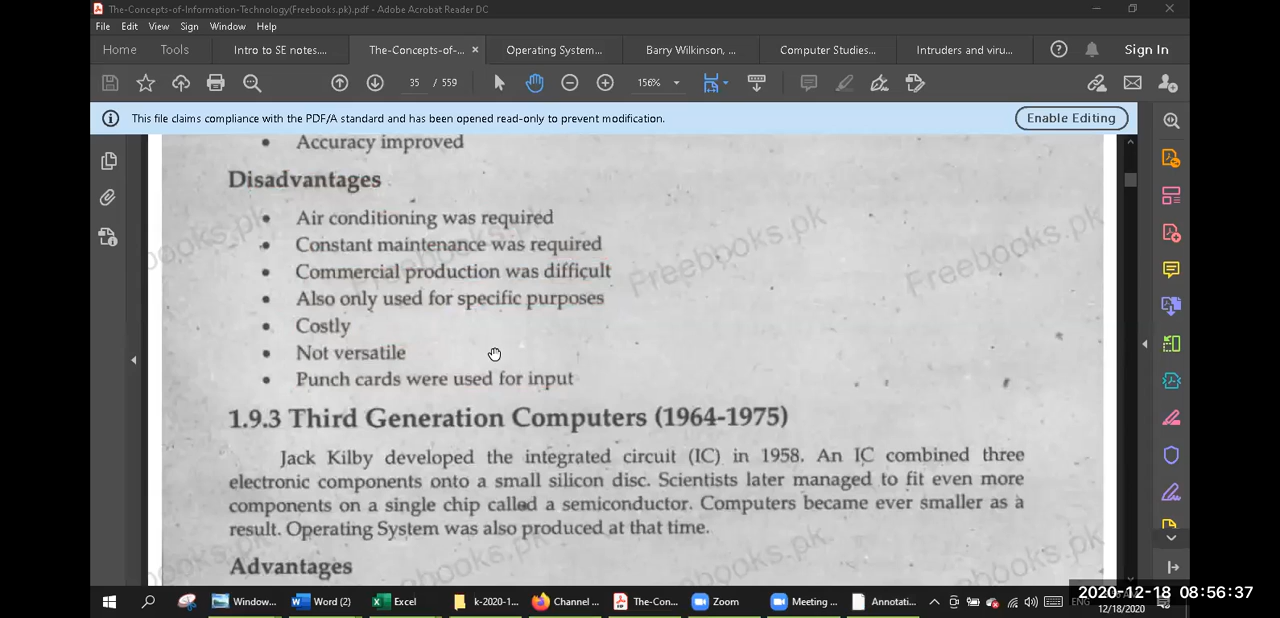 The-Concepts-of-Information-Technology(Freebooks.pk).pdf - Adobe Acrobat Reader DC
File Edit View Sign Window Help
Home Tools Intro to SE notes.... The-Concepts-of-... × Operating System... Barry Wilkinson, ... Computer Studies... Intruders and viru... Sign In
35 / 559 156%
This file claims compliance with the PDF/A standard and has been opened read-only to prevent modification. Enable Editing
• Accuracy improved
Disadvantages
• Air conditioning was required
• Constant maintenance was required
• Commercial production was difficult
• Also only used for specific purposes
• Costly
• Not versatile
• Punch cards were used for input
Freebooks.pk
Freebooks.pk
1.9.3 Third Generation Computers (1964-1975)
Jack Kilby developed the integrated circuit (IC) in 1958. An IC combined three
electronic components onto a small silicon disc. Scientists later managed to fit even more
components on a single chip called a semiconductor. Computers became ever smaller as a
result. Operating System was also produced at that time.
Advantages
Window... Word (2) Excel k-2020-1... Channel ... The-Con... Zoom Meeting ... Annotati... ENG
2020-12-18 08:56:37
12/18/2020